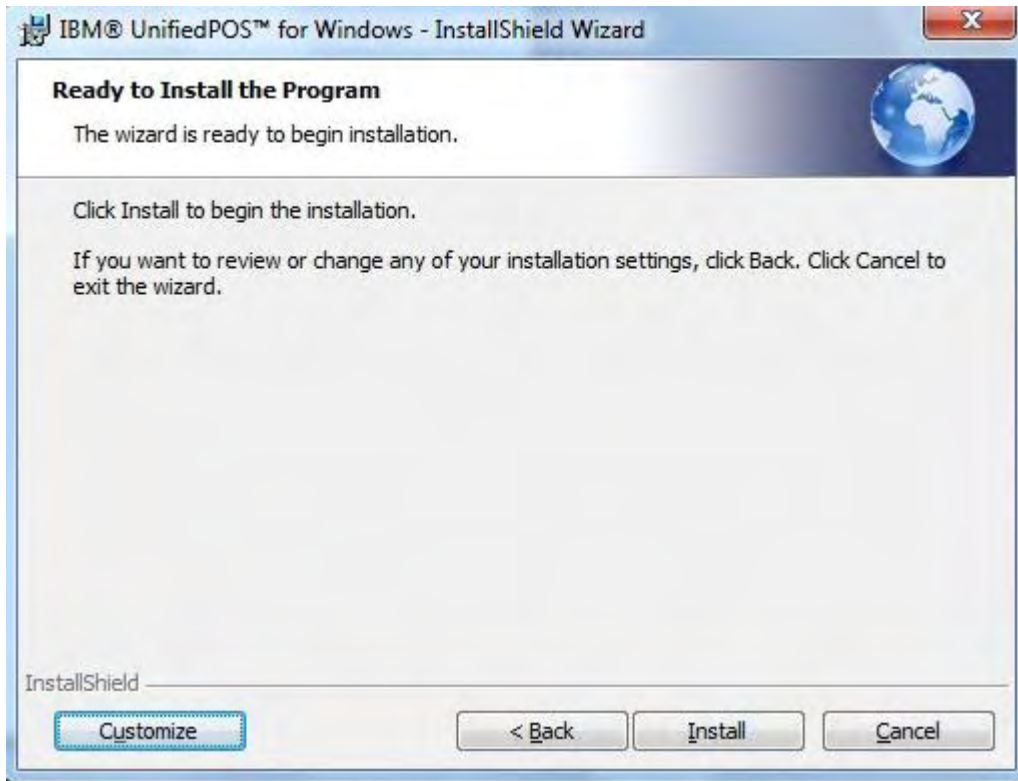 IBM® UnifiedPOS™ for Windows - InstallShield Wizard
Ready to Install the Program
The wizard is ready to begin installation.
Click Install to begin the installation.
If you want to review or change any of your installation settings, click Back. Click Cancel to
exit the wizard.
InstallShield
Customize < Back Install Cancel